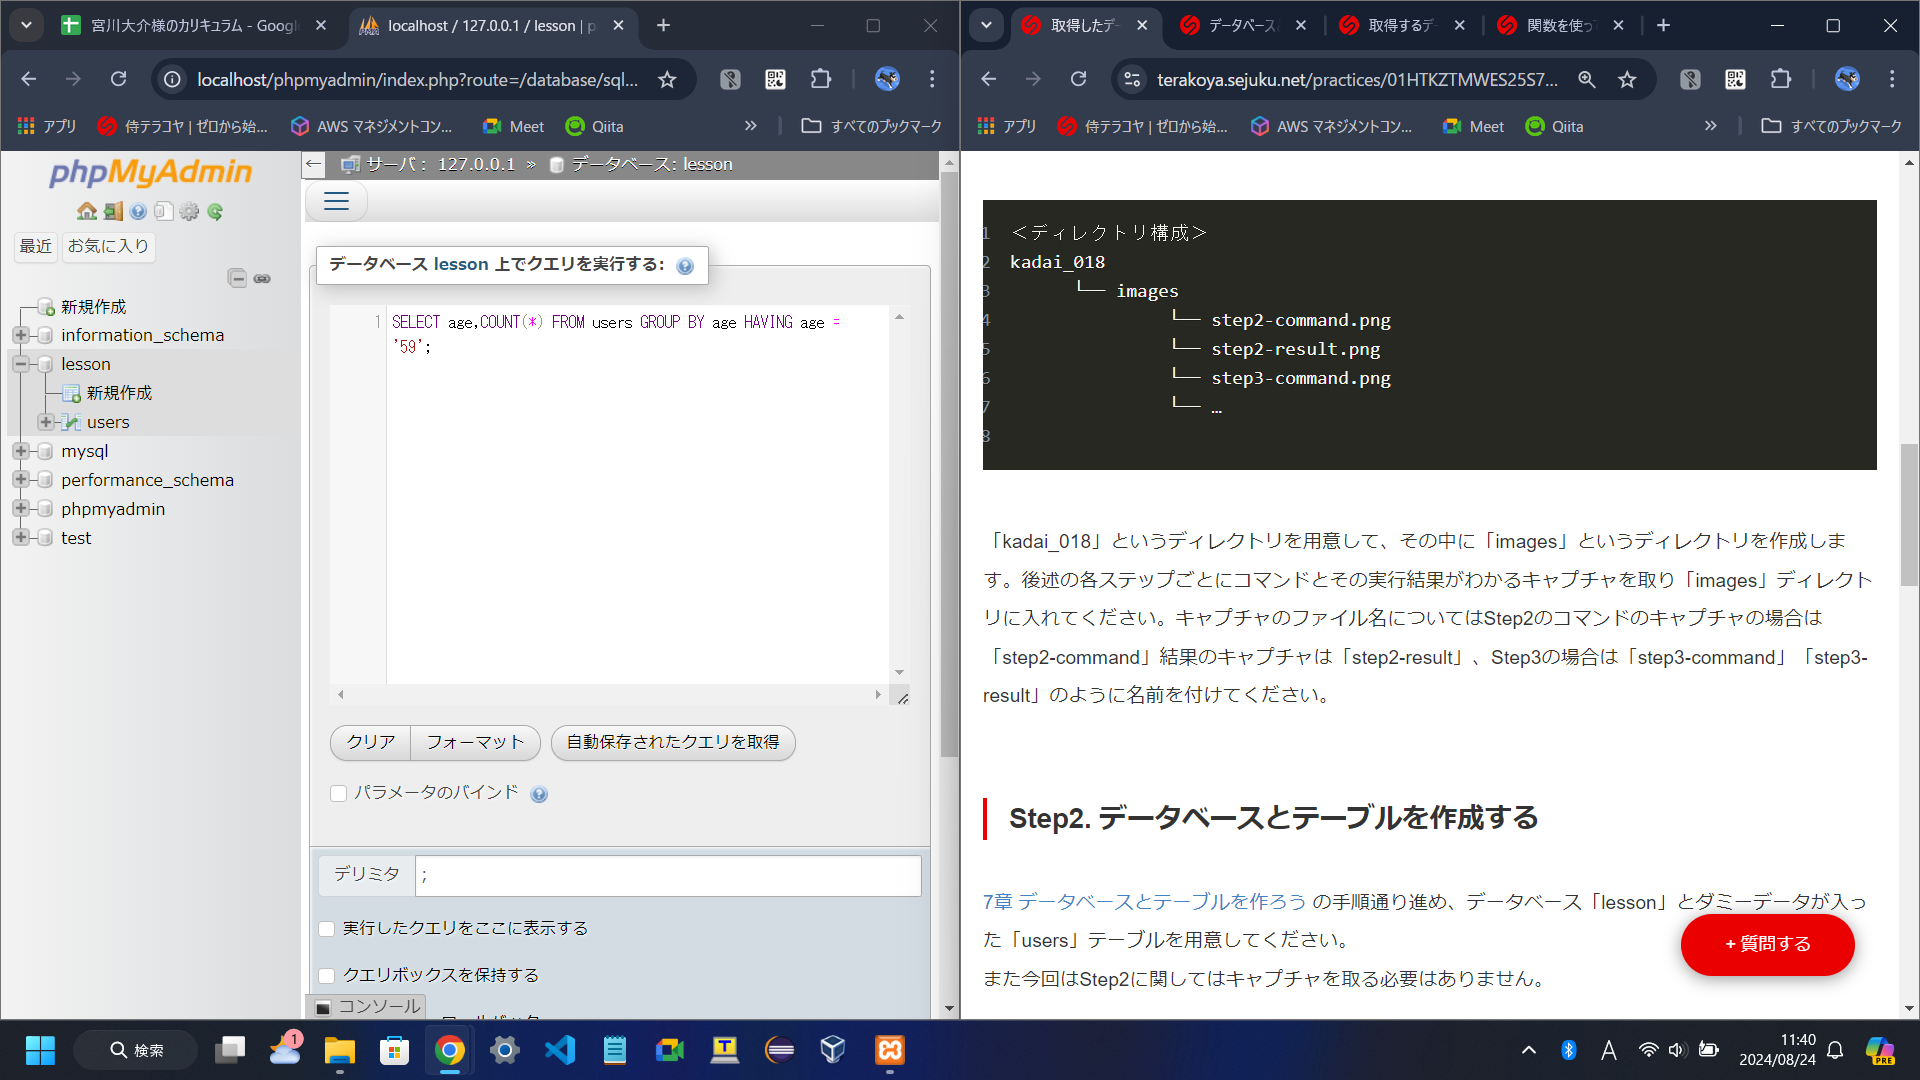 宮川大介様のカリキュラム - Googl
localhost / 127.0.0.1 / lesson | p
localhost/phpmyadmin/index.php?route=/database/sql...
アプリ
侍テラコヤ | ゼロから始...
AWS マネジメントコン...
Meet
Qiita
すべてのブックマーク
phpMyAdmin
最近
お気に入り
新規作成
information_schema
lesson
新規作成
users
mysql
performance_schema
phpmyadmin
test
サーバ: 127.0.0.1 » データベース: lesson
データベース lesson 上でクエリを実行する:
1 SELECT age,COUNT(*) FROM users GROUP BY age HAVING age =
'59';
クリア
フォーマット
自動保存されたクエリを取得
パラメータのバインド
デリミタ
;
実行したクエリをここに表示する
クエリボックスを保持する
コンソール
取得したデ
データベース
取得するデ
関数を使っ
terakoya.sejuku.net/practices/01HTKZTMWES25S7...
アプリ
侍テラコヤ | ゼロから始...
AWS マネジメントコン...
Meet
Qiita
すべてのブックマーク
1 <ディレクトリ構成>
2 kadai_018
3 └── images
4 └── step2-command.png
5 └── step2-result.png
6 └── step3-command.png
7 └── …
8
「kadai_018」というディレクトリを用意して、その中に「images」というディレクトリを作成しま
す。後述の各ステップごとにコマンドとその実行結果がわかるキャプチャを取り「images」ディレクト
リに入れてください。キャプチャのファイル名についてはStep2のコマンドのキャプチャの場合は
「step2-command」結果のキャプチャは「step2-result」、Step3の場合は「step3-command」「step3-
result」のように名前を付けてください。
Step2. データベースとテーブルを作成する
7章 データベースとテーブルを作ろう の手順通り進め、データベース「lesson」とダミーデータが入っ
た「users」テーブルを用意してください。
また今回はStep2に関してはキャプチャを取る必要はありません。
+ 質問する
検索
1
A
11:40
2024/08/24
PRE